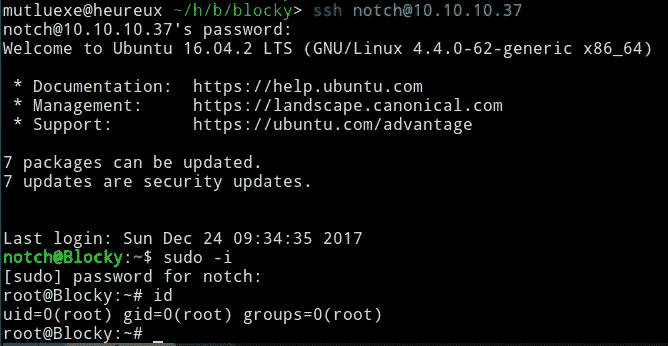 mutluexe@heureux ~/h/b/blocky> ssh notch@10.10.10.37
notch@10.10.10.37's password:
Welcome to Ubuntu 16.04.2 LTS (GNU/Linux 4.4.0-62-generic x86_64)
* Documentation:  https://help.ubuntu.com
* Management:     https://landscape.canonical.com
* Support:        https://ubuntu.com/advantage
7 packages can be updated.
7 updates are security updates.
Last login: Sun Dec 24 09:34:35 2017
notch@Blocky:~$ sudo -i
[sudo] password for notch:
root@Blocky:~# id
uid=0(root) gid=0(root) groups=0(root)
root@Blocky:~# _